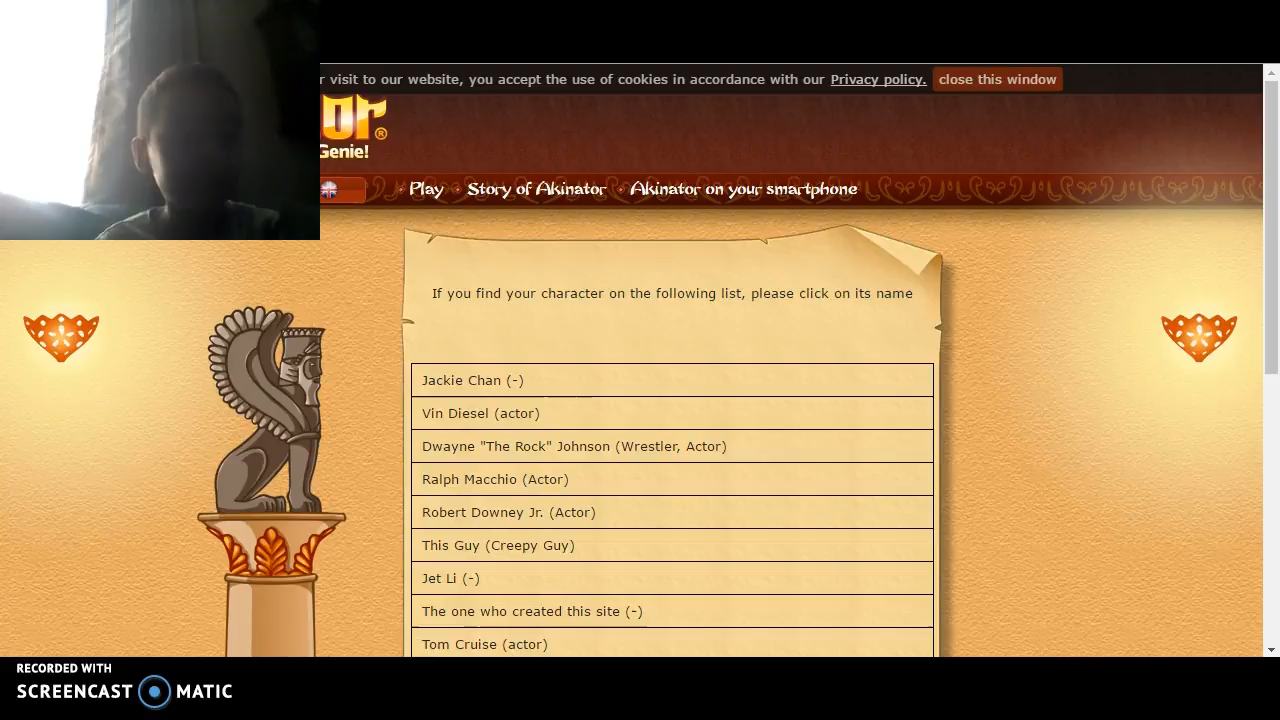 r visit to our website, you accept the use of cookies in accordance with our Privacy policy. close this window
or®
Genie!
Play Story of Akinator Akinator on your smartphone
If you find your character on the following list, please click on its name
Jackie Chan (-)
Vin Diesel (actor)
Dwayne "The Rock" Johnson (Wrestler, Actor)
Ralph Macchio (Actor)
Robert Downey Jr. (Actor)
This Guy (Creepy Guy)
Jet Li (-)
The one who created this site (-)
Tom Cruise (actor)
RECORDED WITH
SCREENCAST MATIC